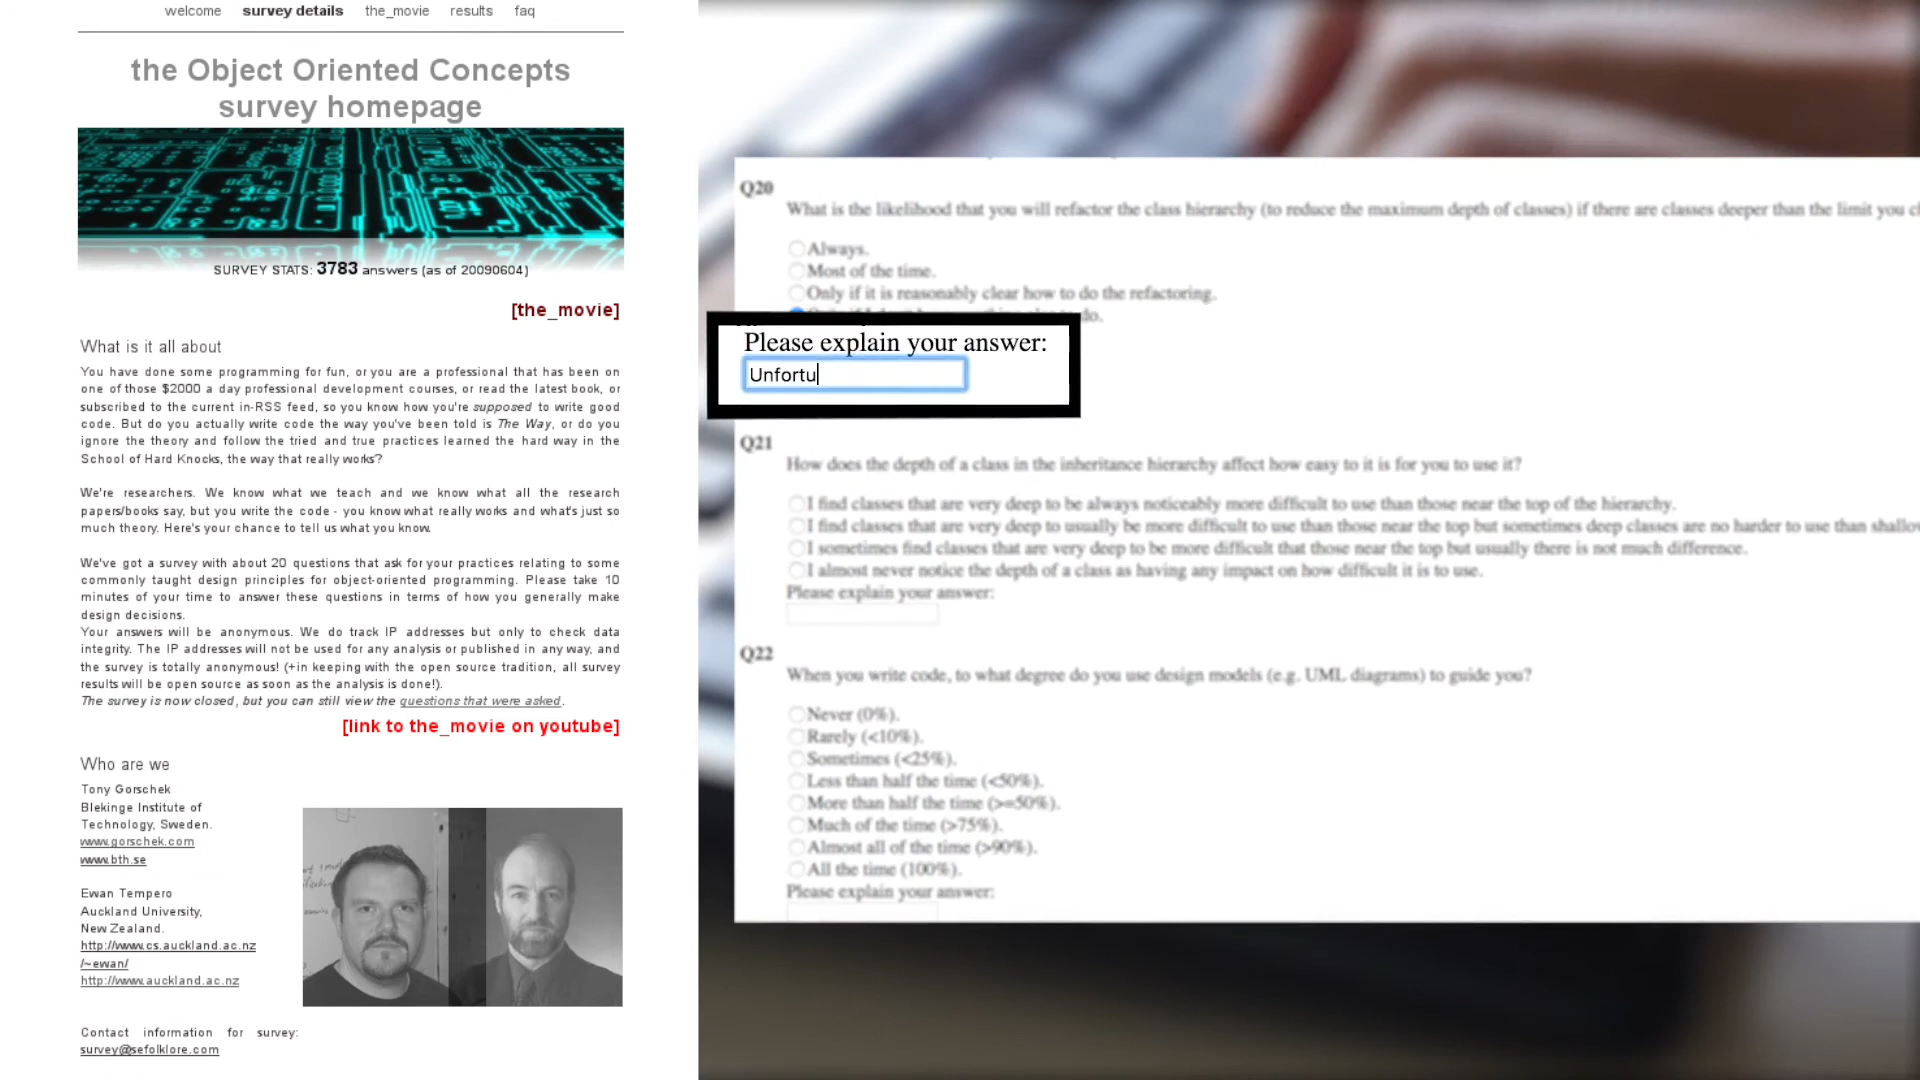 welcome survey details the_movie results faq
the Object Oriented Concepts
survey homepage
SURVEY STATS: 3783 answers (as of 20090604)
[the_movie]
What is it all about
You have done some programming for fun, or you are a professional that has been on
one of those $2000 a day professional development courses, or read the latest book, or
subscribed to the current in-RSS feed, so you know how you're supposed to write good
code. But do you actually write code the way you've been told is The Way, or do you
ignore the theory and follow the tried and true practices learned the hard way in the
School of Hard Knocks, the way that really works?
We're researchers. We know what we teach and we know what all the research
papers/books say, but you write the code - you know what really works and what's just so
much theory. Here's your chance to tell us what you know.
We've got a survey with about 20 questions that ask for your practices relating to some
commonly taught design principles for object-oriented programming. Please take 10
minutes of your time to answer these questions in terms of how you generally make
design decisions.
Your answers will be anonymous. We do track IP addresses but only to check data
integrity. The IP addresses will not be used for any analysis or published in any way, and
the survey is totally anonymous! (+in keeping with the open source tradition, all survey
results will be open source as soon as the analysis is done!).
The survey is now closed, but you can still view the questions that were asked.
[link to the_movie on youtube]
Who are we
Tony Gorschek
Blekinge Institute of
Technology, Sweden.
www.gorschek.com
www.bth.se
Ewan Tempero
Auckland University,
New Zealand.
http://www.cs.auckland.ac.nz
/~ewan/
http://www.auckland.ac.nz
Contact information for survey:
survey@sefolklore.com
Q20
What is the likelihood that you will refactor the class hierarchy (to reduce the maximum depth of classes) if there are classes deeper than the limit you
Always.
Most of the time.
Only if it is reasonably clear how to do the refactoring.
do.
Please explain your answer:
Unfortu
Q21
How does the depth of a class in the inheritance hierarchy affect how easy to it is for you to use it?
I find classes that are very deep to be always noticeably more difficult to use than those near the top of the hierarchy.
I find classes that are very deep to usually be more difficult to use than those near the top but sometimes deep classes are no harder to use than
I sometimes find classes that are very deep to be more difficult that those near the top but usually there is not much difference.
I almost never notice the depth of a class as having any impact on how difficult it is to use.
Please explain your answer:
Q22
When you write code, to what degree do you use design models (e.g. UML diagrams) to guide you?
Never (0%).
Rarely (<10%).
Sometimes (<25%).
Less than half the time (<50%).
More than half the time (>=50%).
Much of the time (>75%).
Almost all of the time (>90%).
All the time (100%).
Please explain your answer: